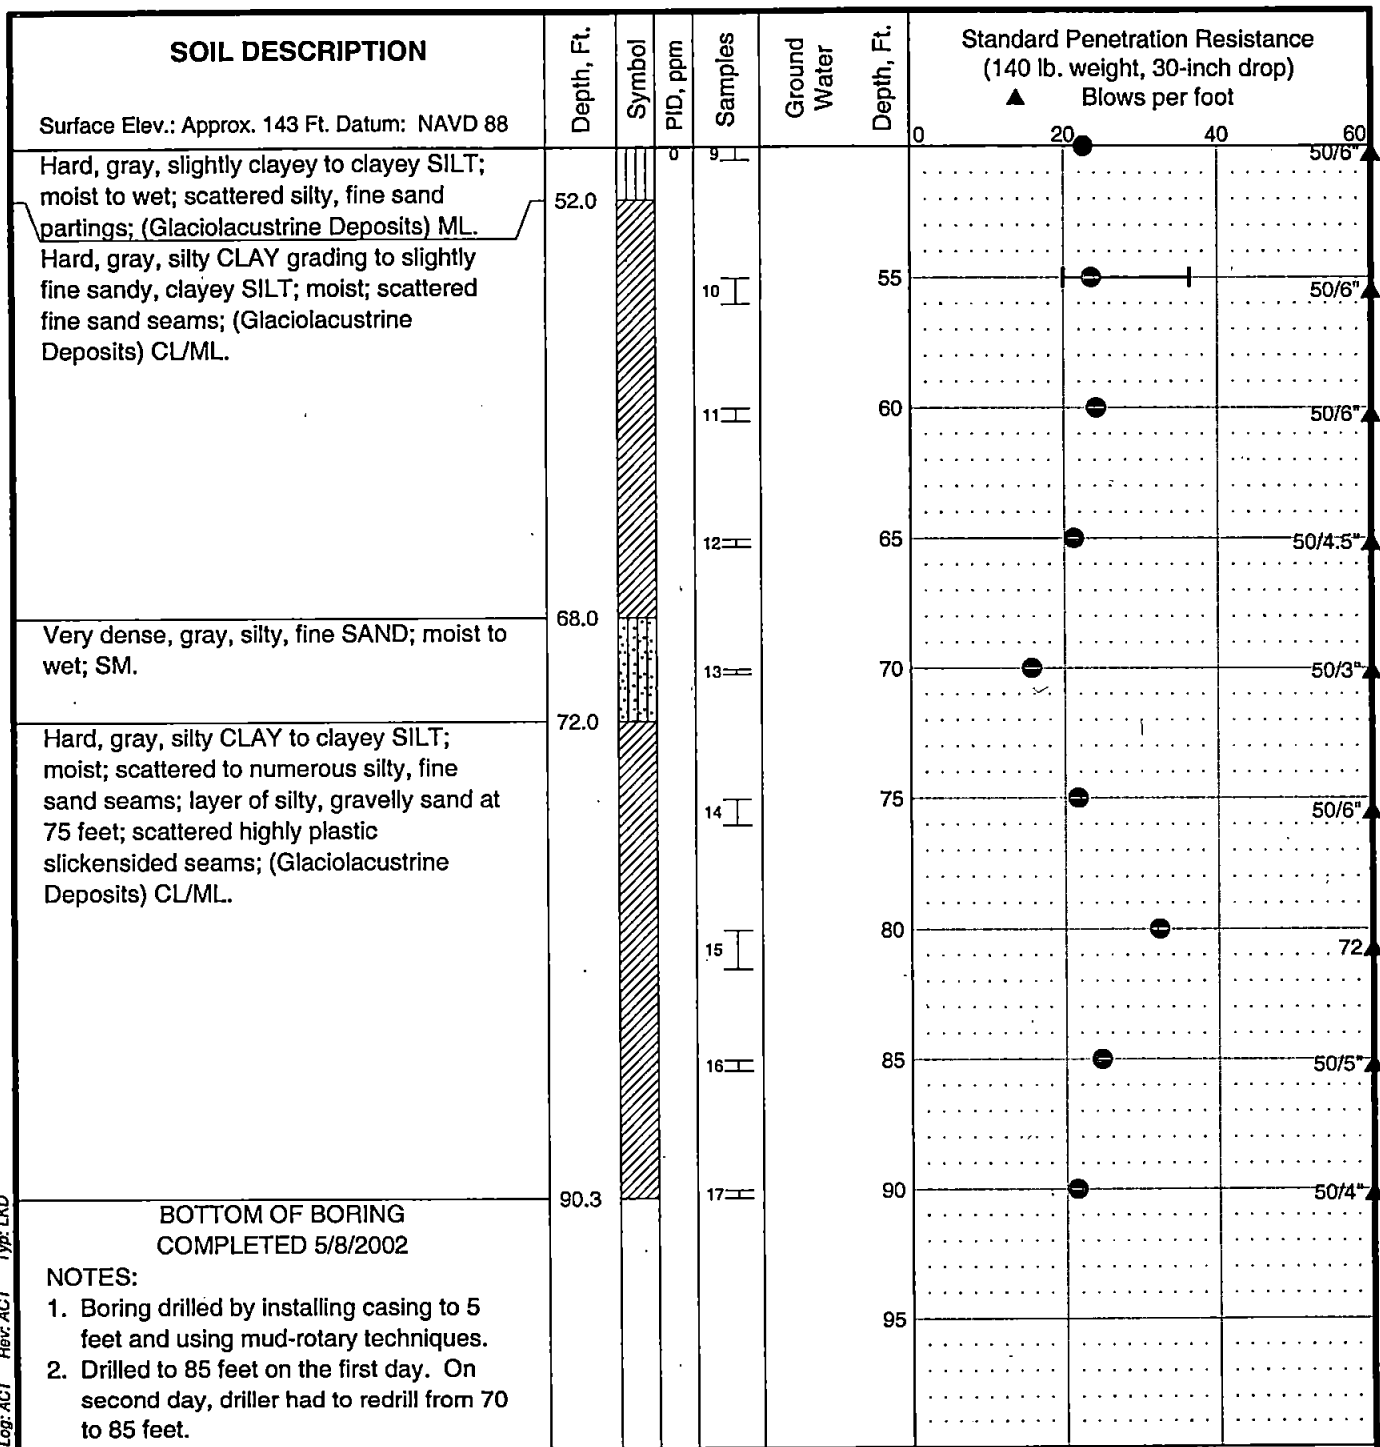 SOIL DESCRIPTION
Surface Elev.: Approx. 143 Ft. Datum: NAVD 88
Depth, Ft.
Symbol
PID, ppm
Samples
Ground
Water
Depth, Ft.
Standard Penetration Resistance
(140 lb. weight, 30-inch drop)
▲ Blows per foot
0 20 40 60
Hard, gray, slightly clayey to clayey SILT;
moist to wet; scattered silty, fine sand
partings; (Glaciolacustrine Deposits) ML.
52.0
0
9
50/6"
Hard, gray, silty CLAY grading to slightly
fine sandy, clayey SILT; moist; scattered
fine sand seams; (Glaciolacustrine
Deposits) CL/ML.
10
55
50/6"
11
60
50/6"
12
65
50/4.5"
68.0
Very dense, gray, silty, fine SAND; moist to
wet; SM.
13
70
50/3"
72.0
Hard, gray, silty CLAY to clayey SILT;
moist; scattered to numerous silty, fine
sand seams; layer of silty, gravelly sand at
75 feet; scattered highly plastic
slickensided seams; (Glaciolacustrine
Deposits) CL/ML.
14
75
50/6"
15
80
72
16
85
50/5"
17
90
50/4"
90.3
BOTTOM OF BORING
COMPLETED 5/8/2002
NOTES:
1. Boring drilled by installing casing to 5
feet and using mud-rotary techniques.
2. Drilled to 85 feet on the first day. On
second day, driller had to redrill from 70
to 85 feet.
95
Log: ACT Rev: ACT Typ: LKD